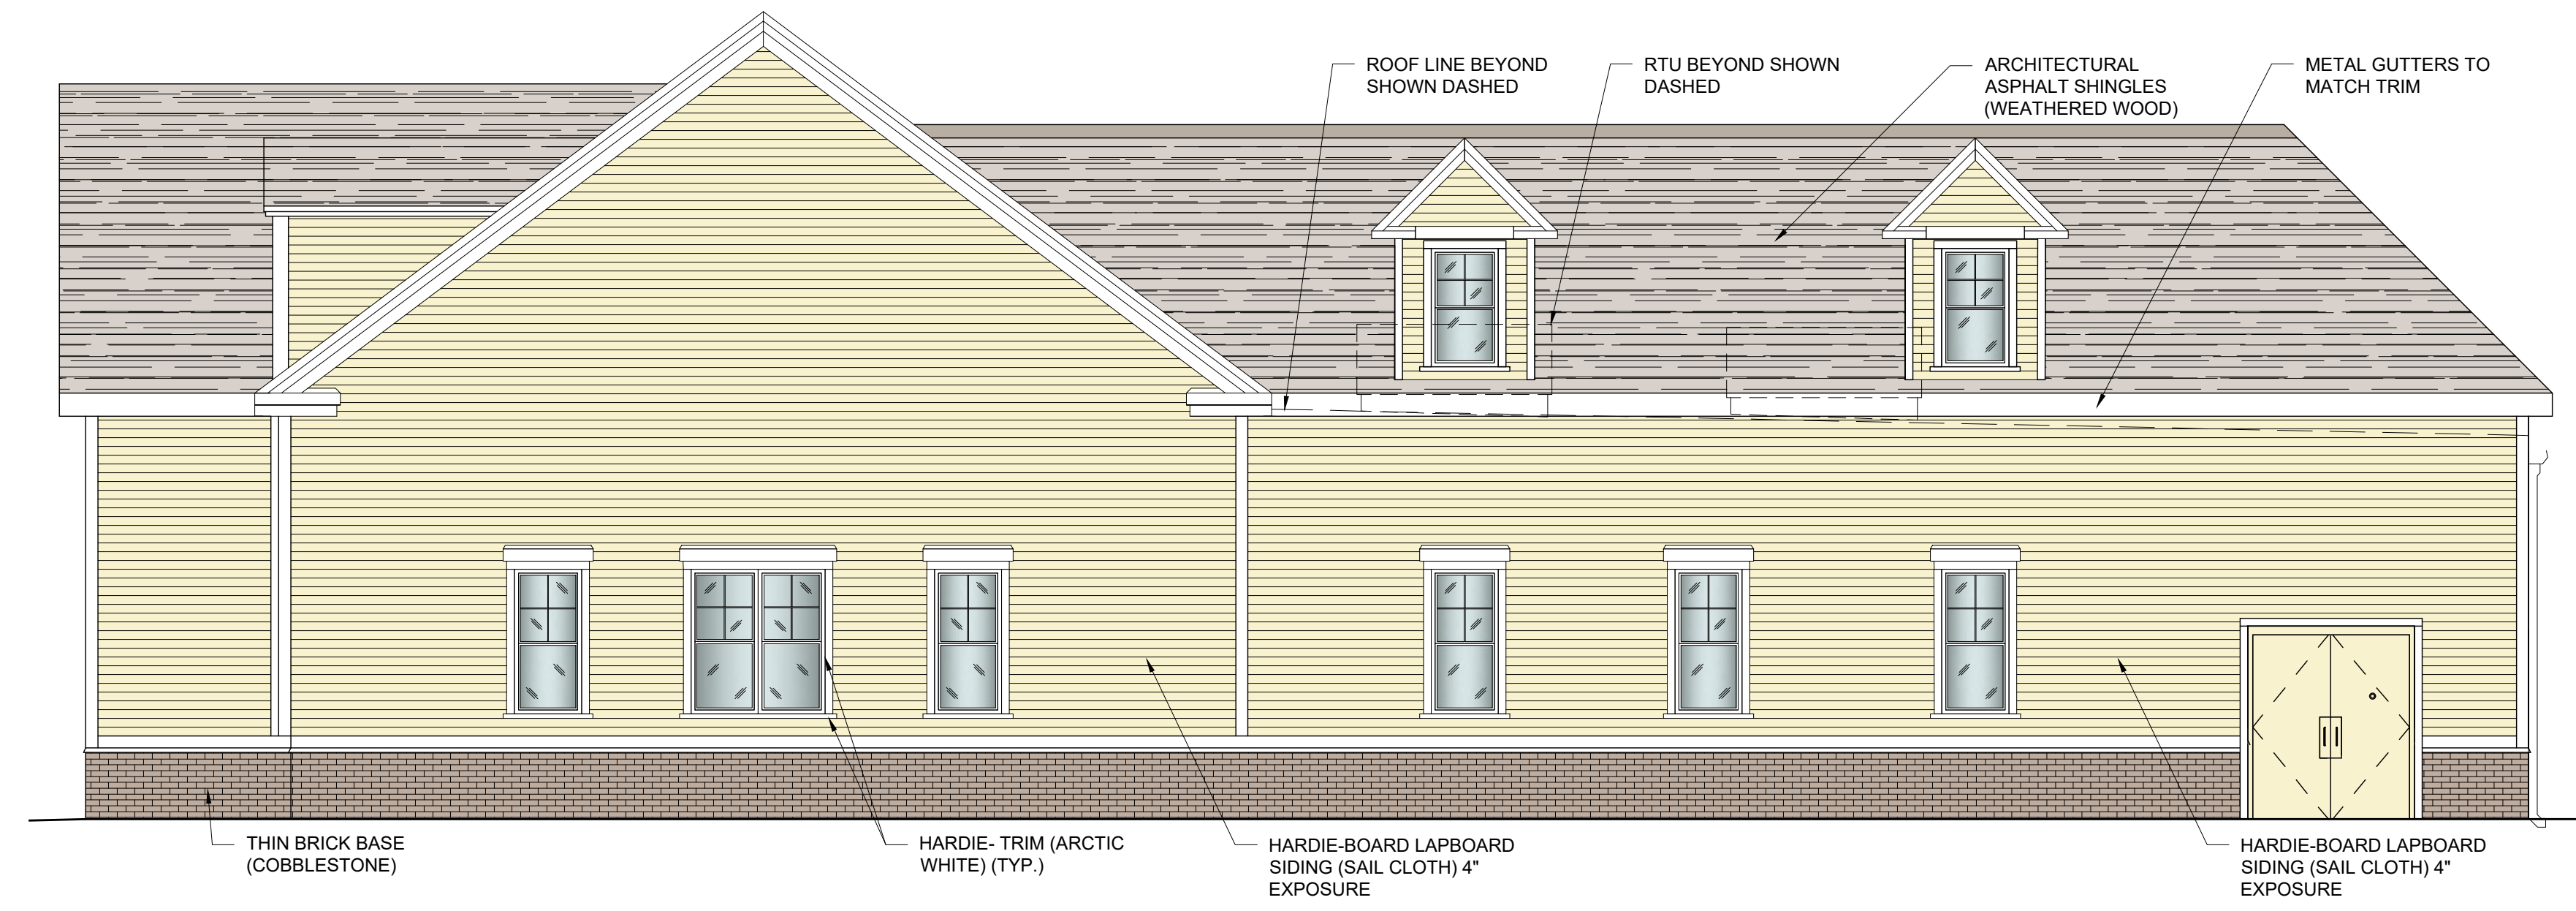 ROOF LINE BEYOND
SHOWN DASHED
RTU BEYOND SHOWN
DASHED
ARCHITECTURAL
ASPHALT SHINGLES
(WEATHERED WOOD)
METAL GUTTERS TO
MATCH TRIM
THIN BRICK BASE
(COBBLESTONE)
HARDIE- TRIM (ARCTIC
WHITE) (TYP.)
HARDIE-BOARD LAPBOARD
SIDING (SAIL CLOTH) 4"
EXPOSURE
HARDIE-BOARD LAPBOARD
SIDING (SAIL CLOTH) 4"
EXPOSURE